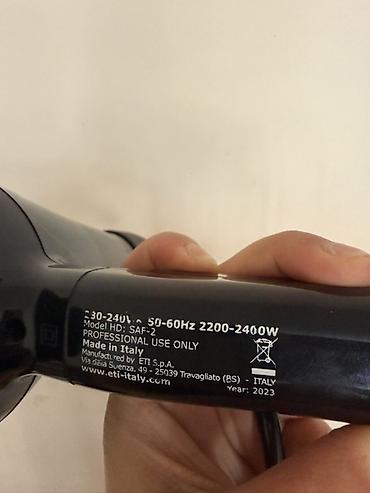 230-240V~ 50-60Hz 2200-2400W
Model HD: SAF-2
PROFESSIONAL USE ONLY
Made in Italy
Manufactured by ETI S.p.A.
Via della Suenza, 49 - 25039 Travagliato (BS) - ITALY
www.eti-italy.com
Year: 2023